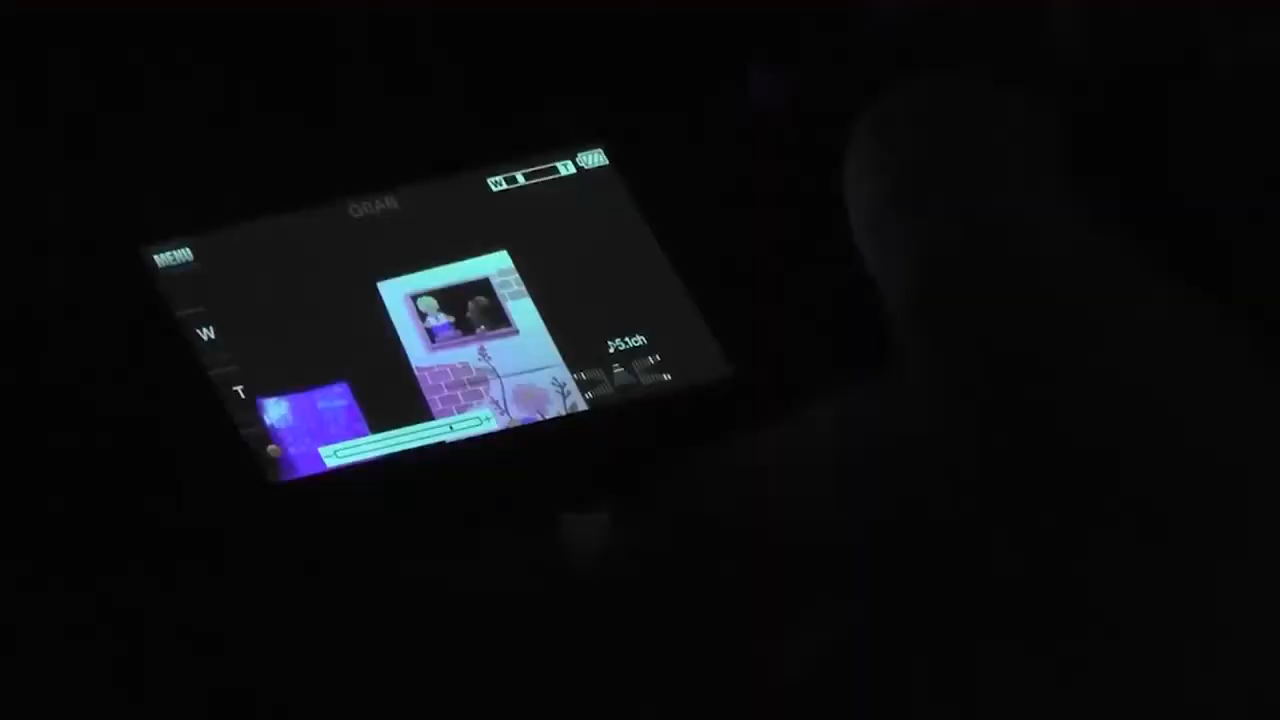 W T
MENU
W
T
♪5.1ch
- +